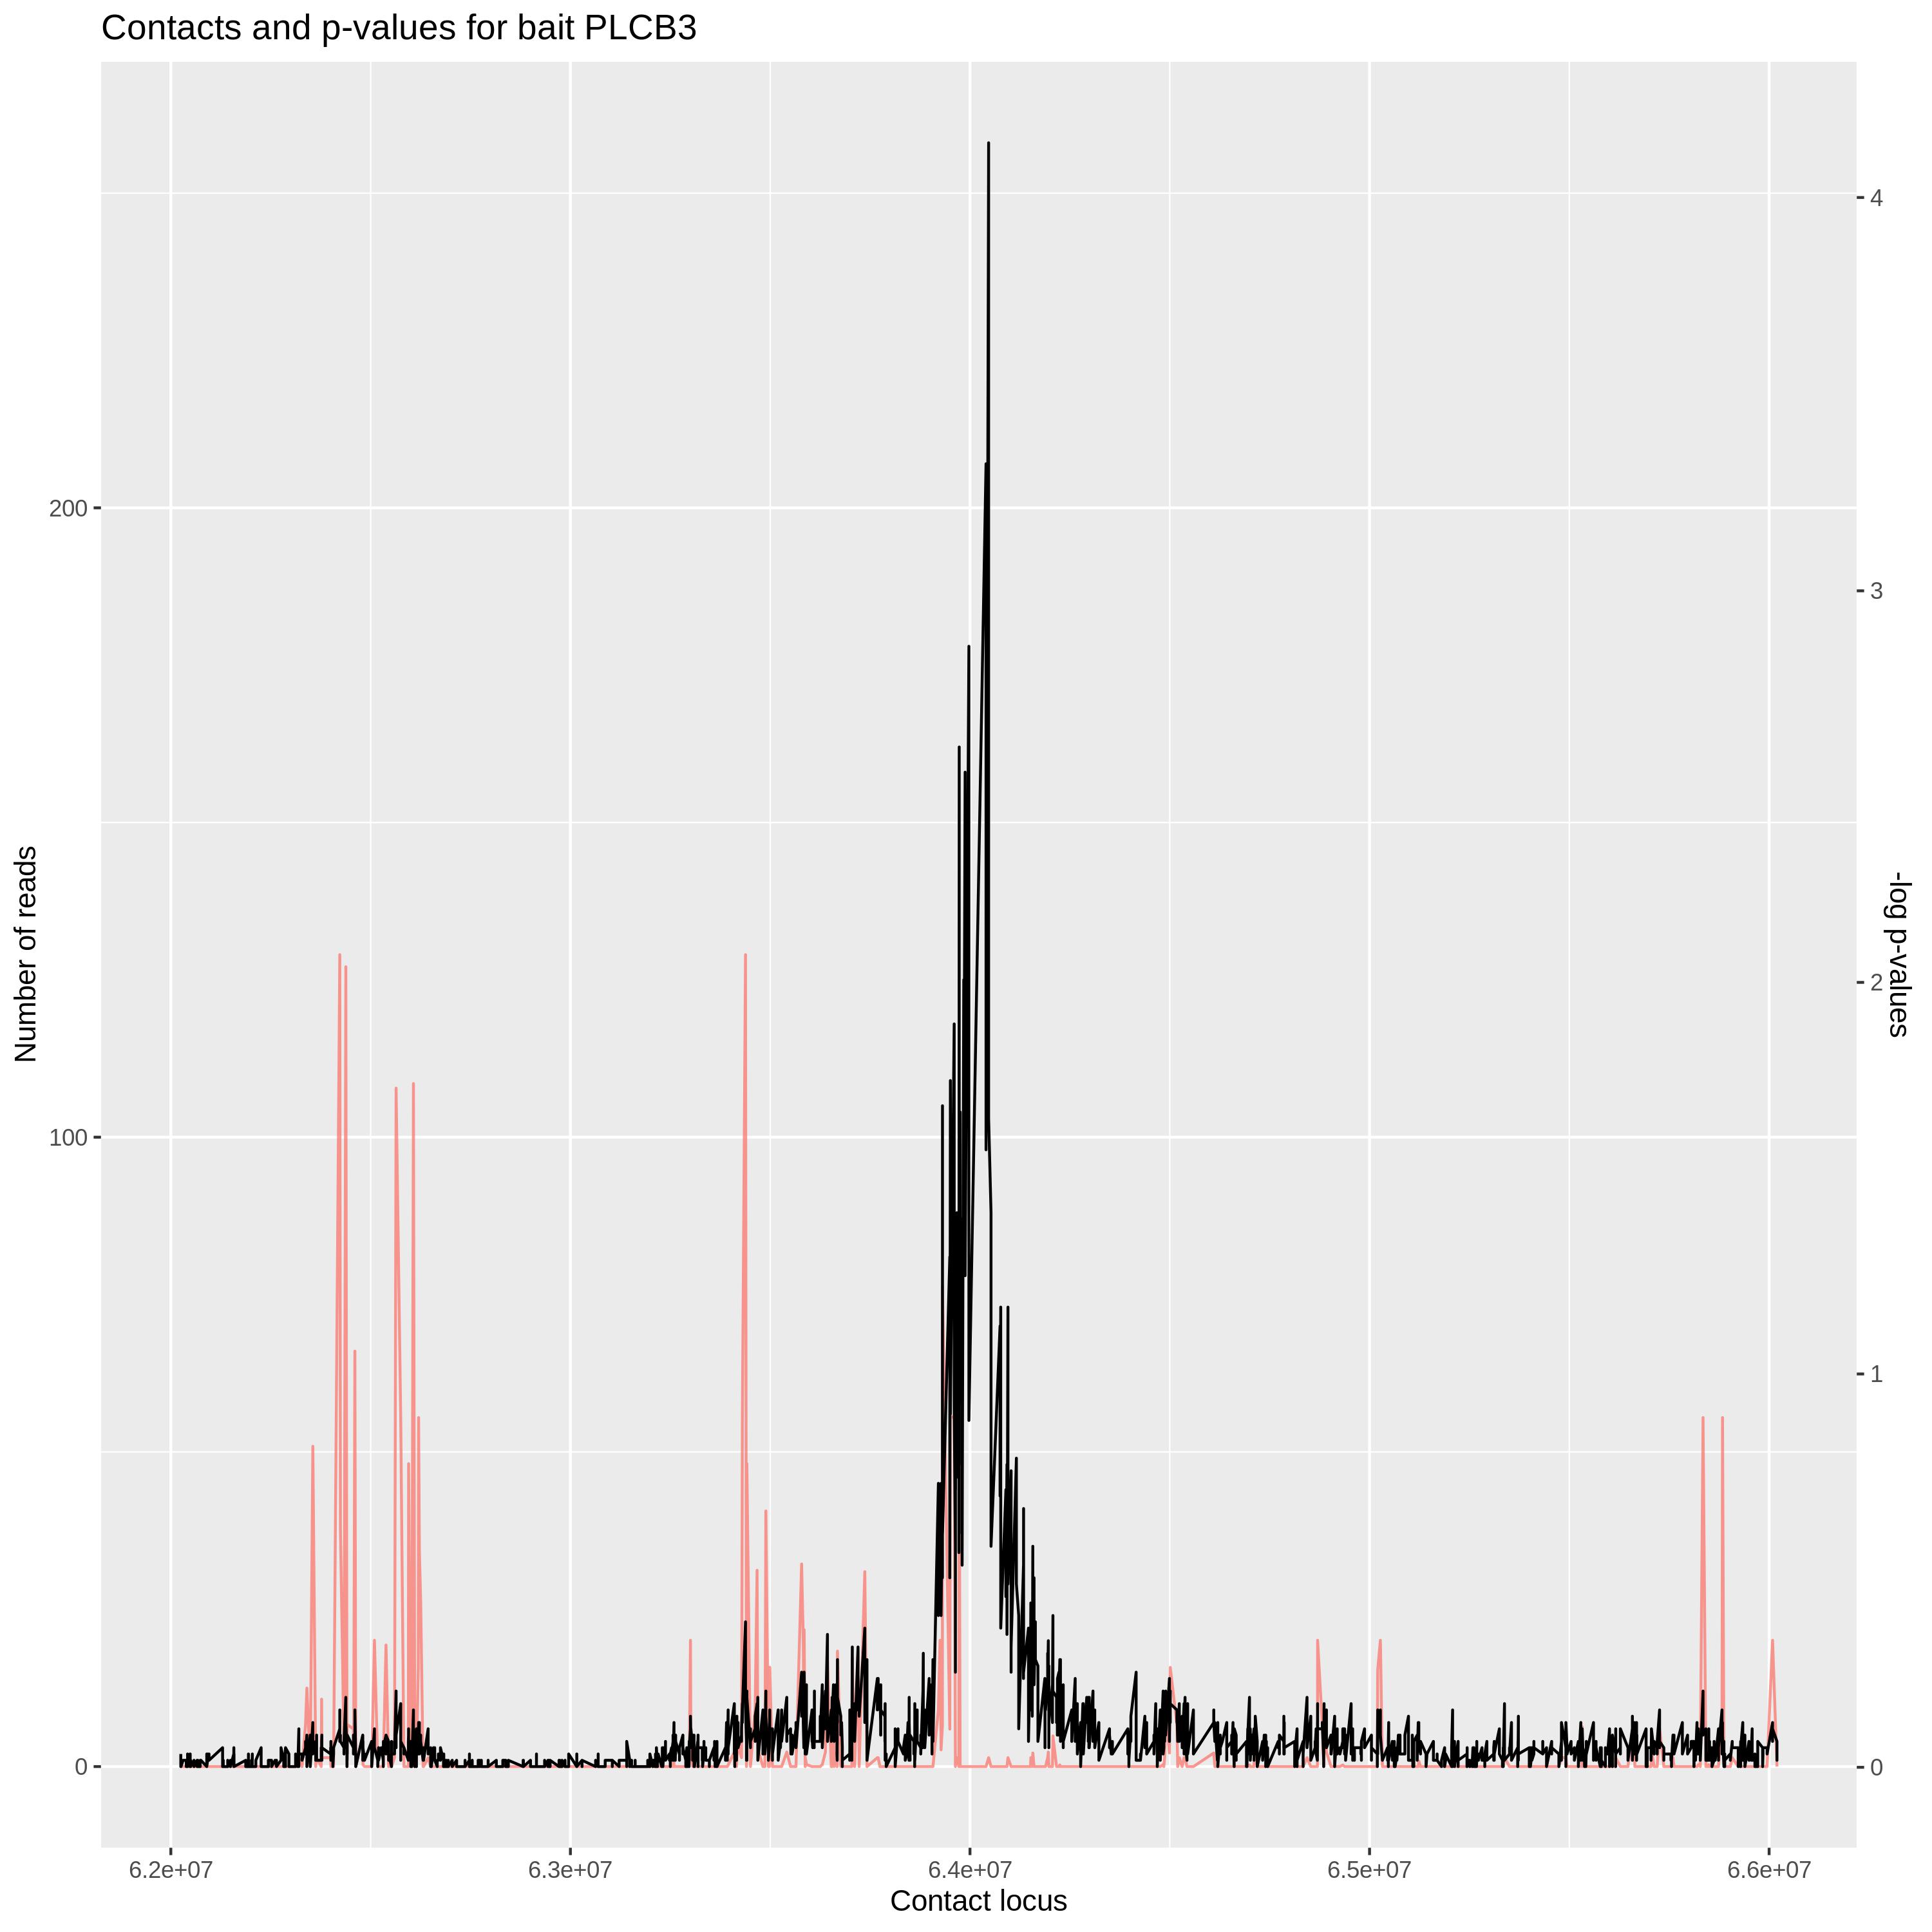 Contacts and p-values for bait PLCB3
Number of reads
200
100
0
4
3
2
1
0
-log p-values
6.2e+07
6.3e+07
6.4e+07
6.5e+07
6.6e+07
Contact locus